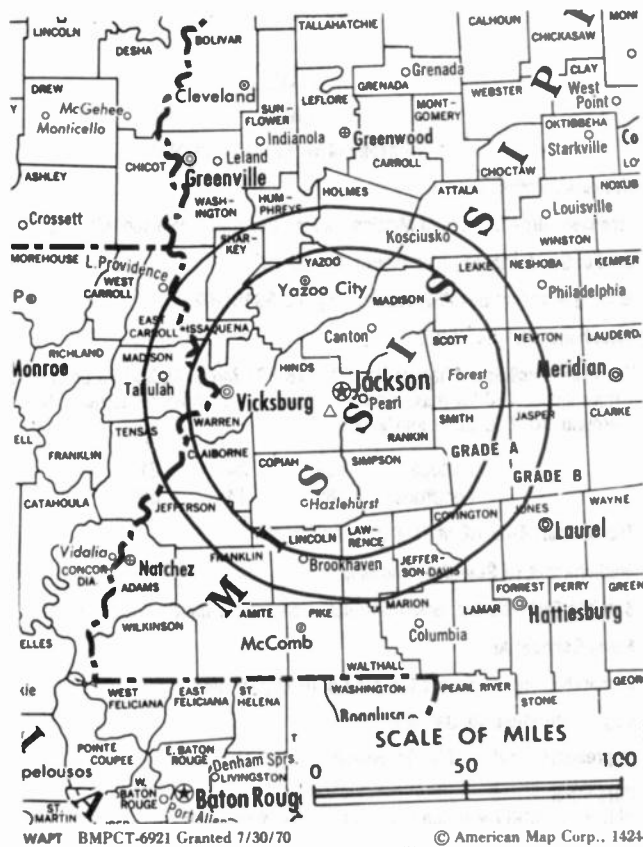 LINCOLN
DESHA
BOLIVAR
TALLAHATCHIE
CALHOUN
CHICKASAW
DREW
McGehee
Monticello
Cleveland
SUN-
FLOWER
LEFLORE
GRENADA
Grenada
MONT-
GOMERY
WEBSTER
CLAY
West
Point
P
OKTIBBEHA
Starkville
Indianola
Greenwood
CARROLL
CHOCTAW
I
CHICOT
Leland
Greenville
ASHLEY
WASH-
INGTON
HUM-
PHREYS
HOLMES
ATTALA
NOXUB
Louisville
WINSTON
S
Crossett
Kosciusko
SHAR-
KEY
MOREHOUSE
L. Providence
WEST
CARROLL
YAZOO
Yazoo City
LEAKE
NESHOBA
KEMPER
Philadelphia
S
MADISON
EAST
CARROLL
ISSAQUENA
Canton
SCOTT
NEWTON
LAUDERD.
RICHLAND
MADISON
Monroe
Tallulah
HINDS
I
Jackson
Pearl
Forest
Meridian
Vicksburg
S
WARREN
RANKIN
SMITH
JASPER
CLARKE
TENSAS
CLAIBORNE
COPIAH
SIMPSON
GRADE A
GRADE B
FRANKLIN
S
Hazlehurst
CATAHOULA
JEFFERSON
COVINGTON
JONES
WAYNE
Laurel
LINCOLN
LAW-
RENCE
Vidalia
CONCOR-
DIA
Natchez
FRANKLIN
Brookhaven
JEFFER-
SON DAVIS
ADAMS
M
FORREST
PERRY
GREEN
AMITE
PIKE
MARION
LAMAR
Hattiesburg
WILKINSON
McComb
Columbia
WALTHALL
WEST
FELICIANA
EAST
FELICIANA
ST.
HELENA
WASHINGTON
PEARL RIVER
STONE
GEOR
Bogalusa
SCALE OF MILES
0 50 100
POINTE
COUPEE
E. BATON
ROUGE
Denham Sprs.
LIVINGSTON
pelousos
W.
BATON
ROUGE
Port
Allen
Baton Roug
A
ST.
MARTIN
WAPT BMPCT-6921 Granted 7/30/70
© American Map Corp., 1424